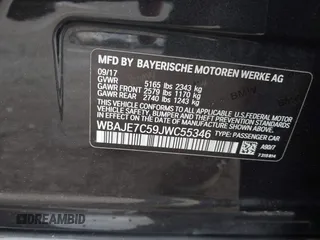 MFD. BY BAYERISCHE MOTOREN WERKE AG
09/17
GVWR 5165 lbs 2343 kg
GAWR FRONT 2579 lbs 1170 kg
GAWR REAR 2740 lbs 1243 kg
THIS VEHICLE CONFORMS TO ALL APPLICABLE FEDERAL
MOTOR VEHICLE SAFETY, BUMPER AND THEFT PREVENTION
STANDARDS IN EFFECT ON THE DATE OF MANUFACTURE
SHOWN ABOVE.
WBAJE7C59JWC55346
TYPE: PASSENGER CAR
A90/7
DREAMBID